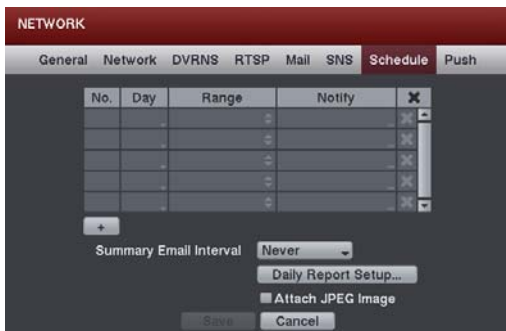 NETWORK
General Network DVRNS RTSP Mail SNS Schedule Push
No. Day Range Notify ✖
+
Summary Email Interval Never
Daily Report Setup...
Attach JPEG Image
Save Cancel